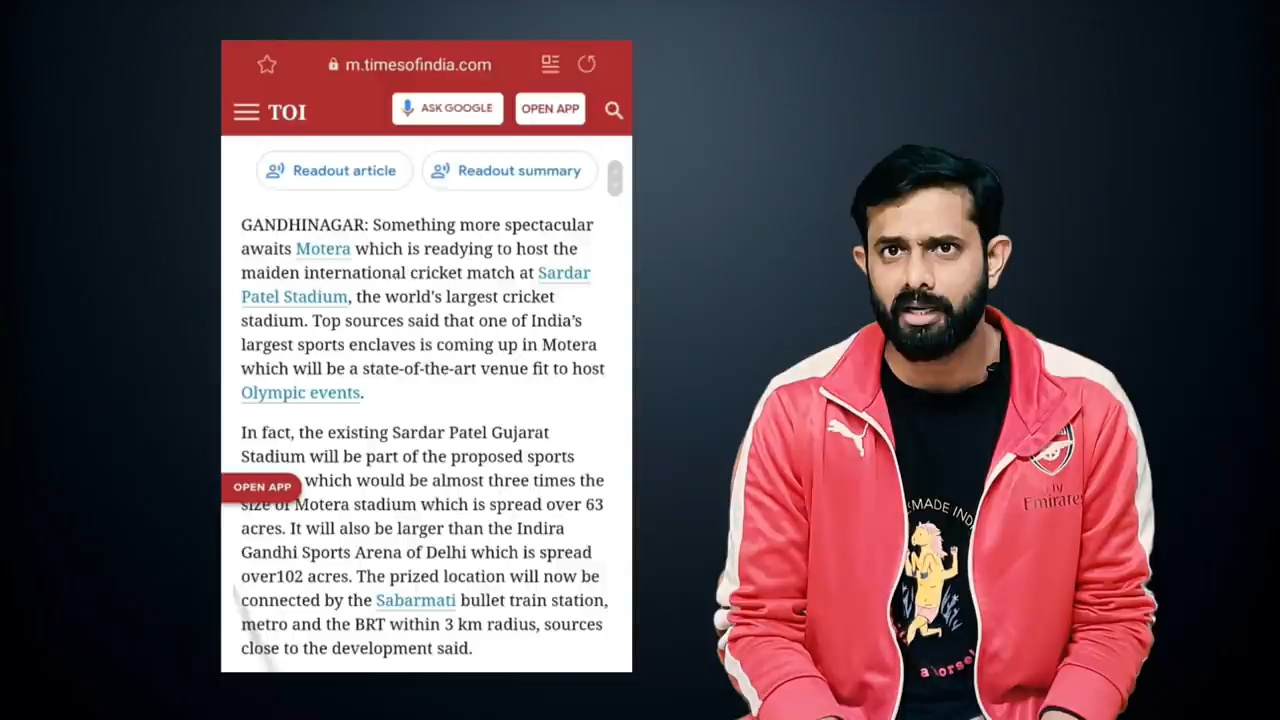 m.timesofindia.com
TOI
ASK GOOGLE
OPEN APP
Readout article
Readout summary
GANDHINAGAR: Something more spectacular
awaits Motera which is readying to host the
maiden international cricket match at Sardar
Patel Stadium, the world's largest cricket
stadium. Top sources said that one of India's
largest sports enclaves is coming up in Motera
which will be a state-of-the-art venue fit to host
Olympic events.
In fact, the existing Sardar Patel Gujarat
Stadium will be part of the proposed sports
which would be almost three times the
OPEN APP
size of Motera stadium which is spread over 63
acres. It will also be larger than the Indira
Gandhi Sports Arena of Delhi which is spread
over102 acres. The prized location will now be
connected by the Sabarmati bullet train station,
metro and the BRT within 3 km radius, sources
close to the development said.
Fly
Emirates